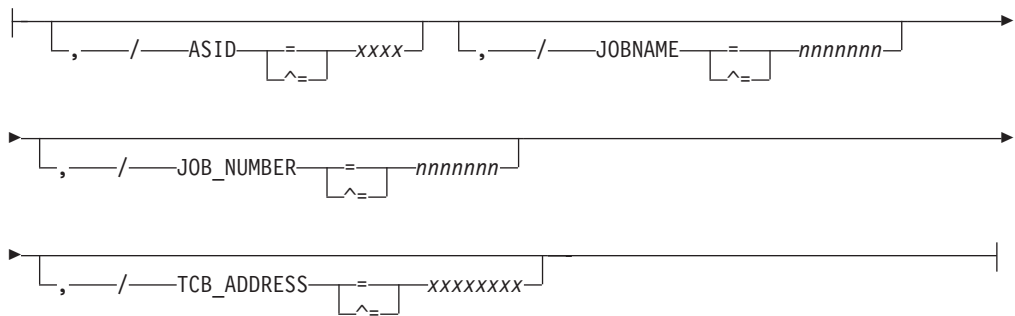 , / ASID = xxxx , / JOBNAME = nnnnnnn
^= ^=
, / JOB_NUMBER = nnnnnnn
^=
, / TCB_ADDRESS = xxxxxxxx
^=